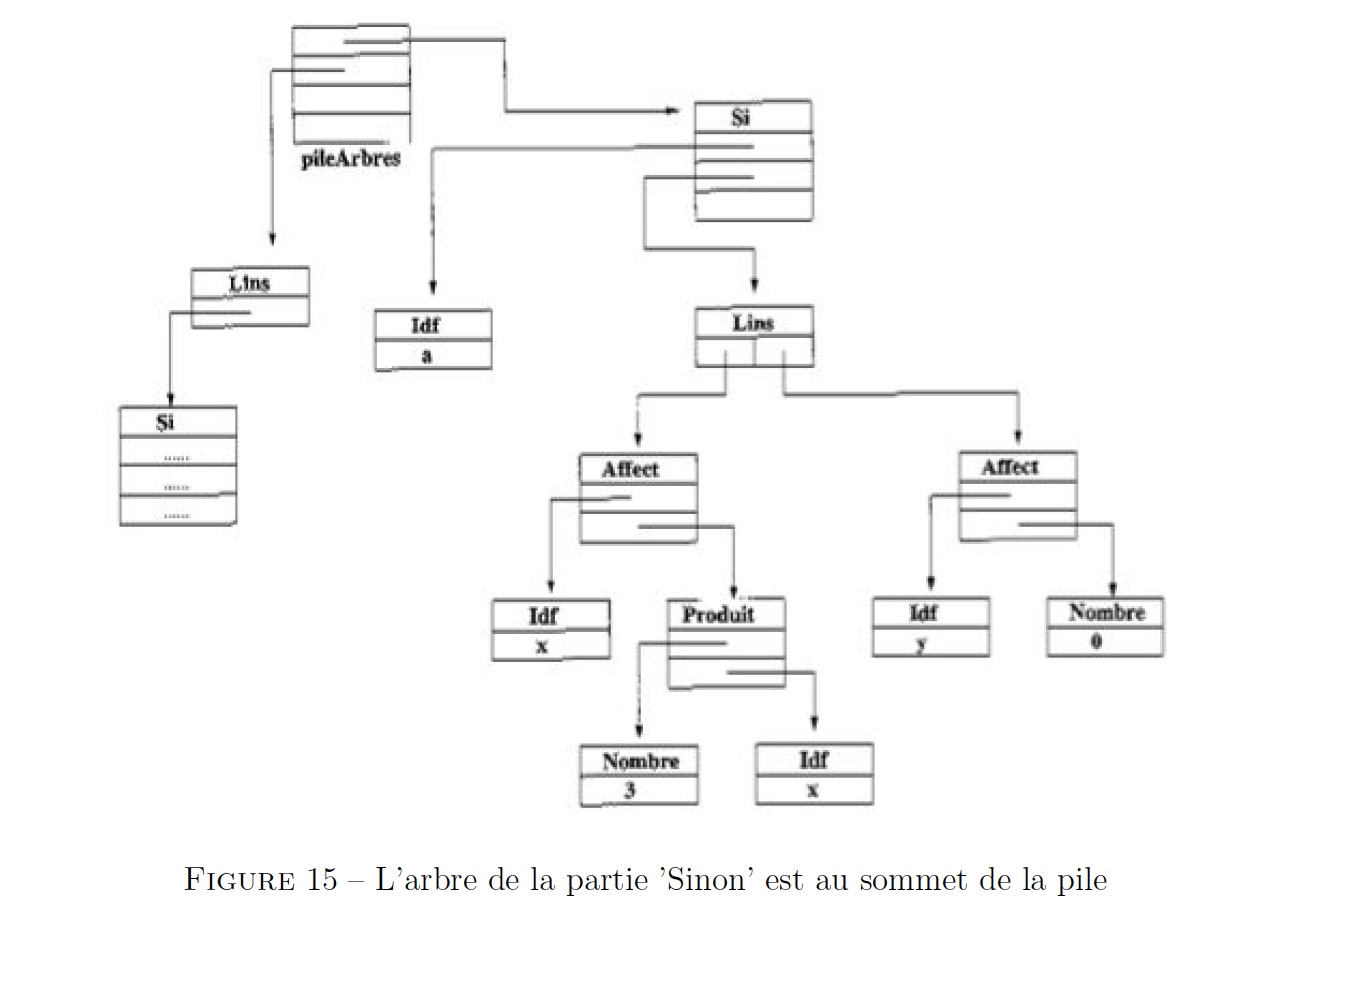 pileArbres
Si
Lins
Idf
a
Lins
Si
......
......
......
Affect
Affect
Idf
x
Produit
Idf
y
Nombre
0
Nombre
3
Idf
x
FIGURE 15 – L'arbre de la partie 'Sinon' est au sommet de la pile